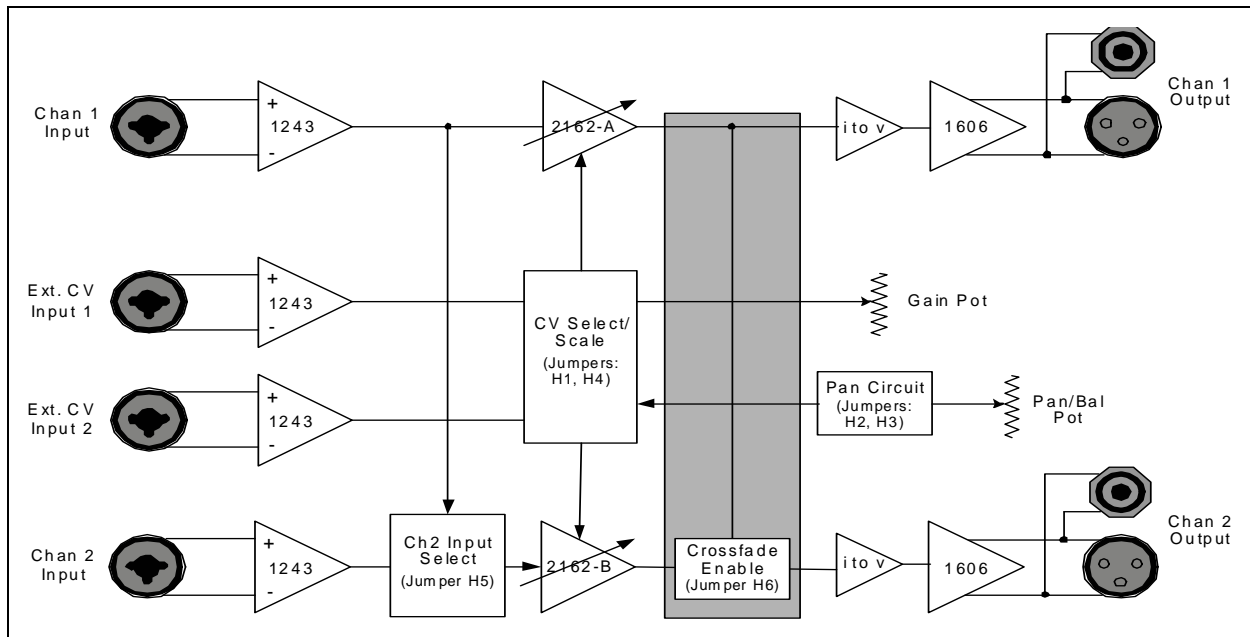 Chan 1
Input
+
1243
-
2162-A
i to v
1606
Chan 1
Output
Ext. CV
Input 1
+
1243
-
CV Select/
Scale
(Jumpers:
H1, H4)
Gain Pot
Ext. CV
Input 2
+
1243
-
Pan Circuit
(Jumpers:
H2, H3)
Pan/Bal
Pot
Chan 2
Input
+
1243
-
Ch2 Input
Select
(Jumper H5)
2162-B
Crossfade
Enable
(Jumper H6)
i to v
1606
Chan 2
Output